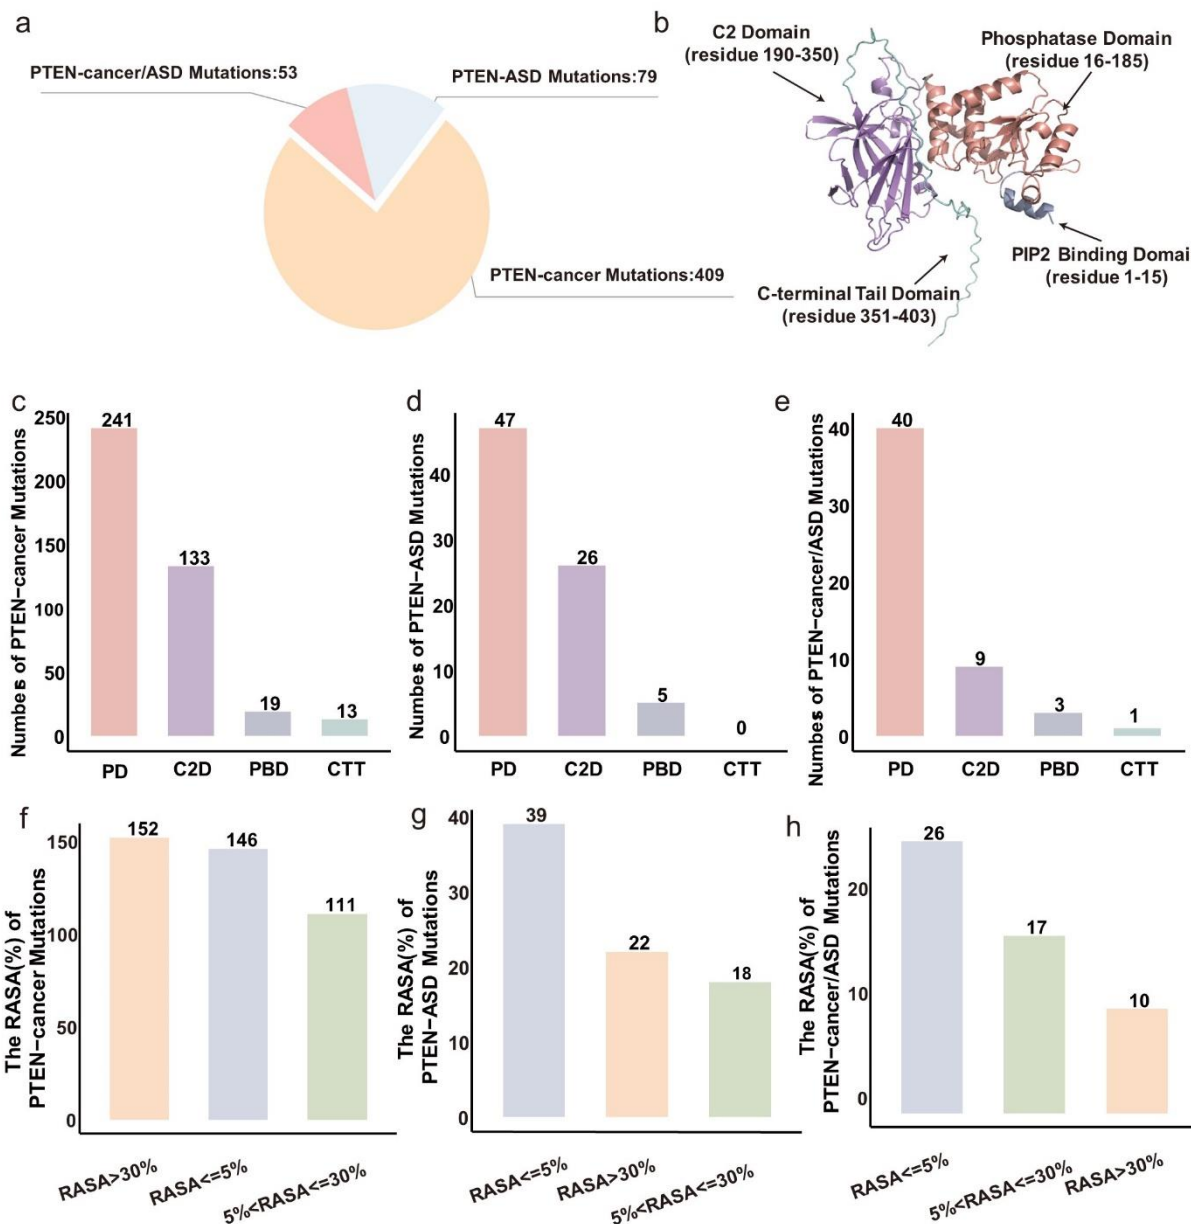 a
PTEN-cancer/ASD Mutations:53
PTEN-ASD Mutations:79
PTEN-cancer Mutations:409
b
C2 Domain
(residue 190-350)
Phosphatase Domain
(residue 16-185)
PIP2 Binding Domai
(residue 1-15)
C-terminal Tail Domain
(residue 351-403)
c
Numbes of PTEN-cancer Mutations
250
200
150
100
50
0
241
133
19
13
PD
C2D
PBD
CTT
d
Numbes of PTEN-ASD Mutations
40
30
20
10
0
47
26
5
0
PD
C2D
PBD
CTT
e
Numbes of PTEN-cancer/ASD Mutations
40
30
20
10
0
40
9
3
1
PD
C2D
PBD
CTT
f
The RASA(%) of
PTEN-cancer Mutations
150
100
50
0
152
146
111
RASA>30%
RASA<=5%
5%<RASA<=30%
g
The RASA(%) of
PTEN-ASD Mutations
40
30
20
10
0
39
22
18
RASA<=5%
RASA>30%
5%<RASA<=30%
h
The RASA(%) of
PTEN-cancer/ASD Mutations
20
10
0
26
17
10
RASA<=5%
5%<RASA<=30%
RASA>30%